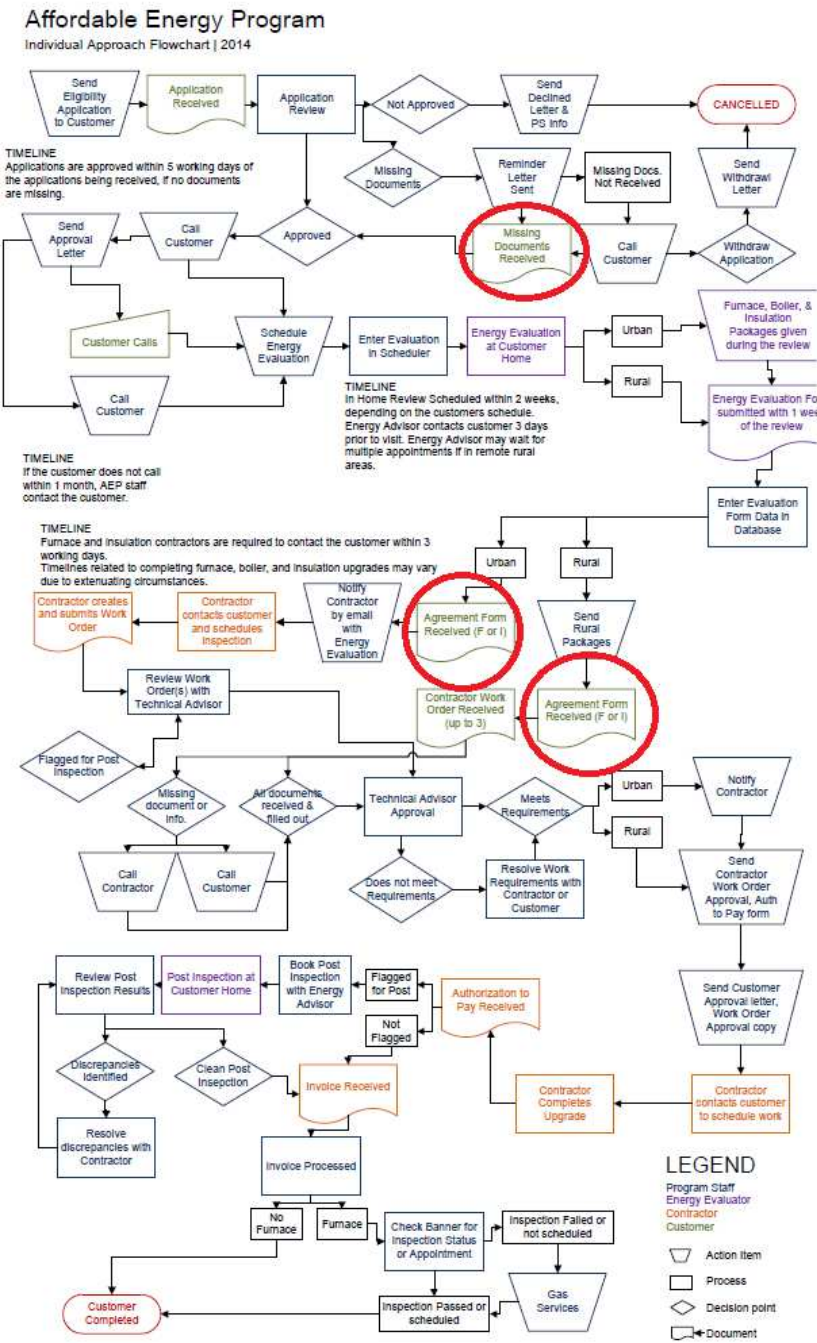 Affordable Energy Program
Individual Approach Flowchart | 2014
Send
Eligibility
Application
to Customer
Application
Received
Application
Review
Not Approved
Send
Declined
Letter &
PS Info
CANCELLED
TIMELINE
Applications are approved within 5 working days of
the applications being received, if no documents
are missing.
Missing
Documents
Reminder
Letter
Sent
Missing Docs.
Not Received
Send
Withdrawl
Letter
Send
Approval
Letter
Call
Customer
Approved
Missing
Documents
Received
Call
Customer
Withdraw
Application
Customer Calls
Schedule
Energy
Evaluation
Enter Evaluation
in Scheduler
Energy Evaluation
at Customer
Home
Urban
Rural
Furnace, Boiler, &
Insulation
Packages given
during the review
Call
Customer
TIMELINE
In Home Review Scheduled within 2 weeks,
depending on the customers schedule.
Energy Advisor contacts customer 3 days
prior to visit. Energy Advisor may wait for
multiple appointments if in remote rural
areas.
Energy Evaluation
submitted with 1
of the review
TIMELINE
If the customer does not call
within 1 month, AEP staff
contact the customer.
Enter Evaluation
Form Data in
Database
TIMELINE
Furnace and insulation contractors are required to contact the customer within 3
working days.
Timelines related to completing furnace, boiler, and insulation upgrades may vary
due to extenuating circumstances.
Urban
Rural
Contractor creates
and submits Work
Order
Contractor
contacts customer
and schedules
inspection
Notify
Contractor
by email
with
Energy
Evaluation
Agreement Form
Received (F or I)
Send
Rural
Packages
Review Work
Order(s) with
Technical Advisor
Contractor Work
Order Received
(up to 3)
Agreement Form
Received (F or I)
Flagged for Post
Inspection
Missing
document or
info.
All documents
received &
filled out
Technical Advisor
Approval
Meets
Requirements
Urban
Rural
Notify
Contractor
Call
Contractor
Call
Customer
Does not meet
Requirements
Resolve Work
Requirements with
Contractor or
Customer
Send
Contractor
Work Order
Approval, Auth
to Pay form
Review Post
Inspection Results
Post Inspection at
Customer Home
Book Post
Inspection
with Energy
Advisor
Flagged
for Post
Not
Flagged
Authorization to
Pay Received
Send Customer
Approval letter,
Work Order
Approval copy
Discrepancies
Identified
Clean Post
Insepction
Invoice Received
Contractor
Completes
Upgrade
Contractor
contacts customer
to schedule work
Resolve
discrepancies with
Contractor
Invoice Processed
No
Furnace
Furnace
Check Banner for
Inspection Status
or Appointment
Inspection Failed or
not scheduled
Customer
Completed
Inspection Passed or
scheduled
Gas
Services
LEGEND
Program Staff
Energy Evaluator
Contractor
Customer
Action Item
Process
Decision point
Document